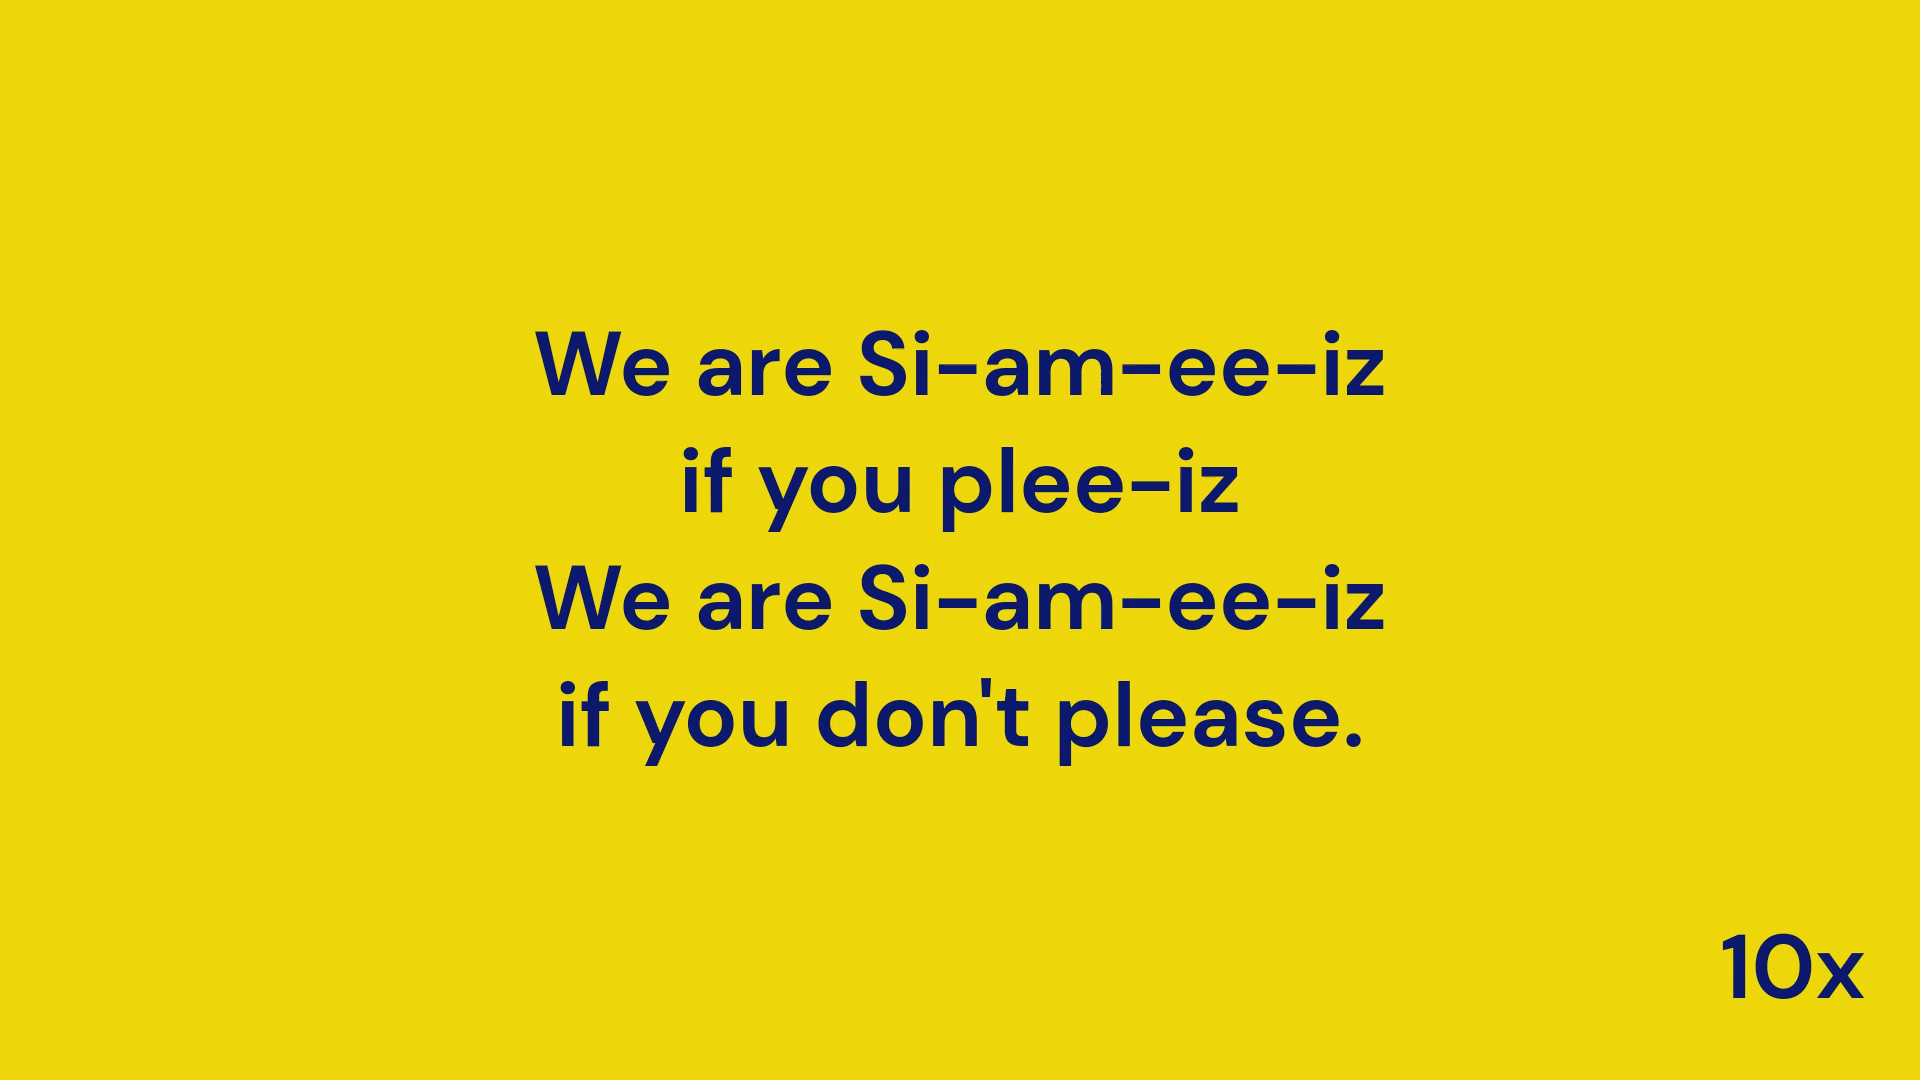 We are Si-am-ee-iz
if you plee-iz
We are Si-am-ee-iz
if you don't please.
10x